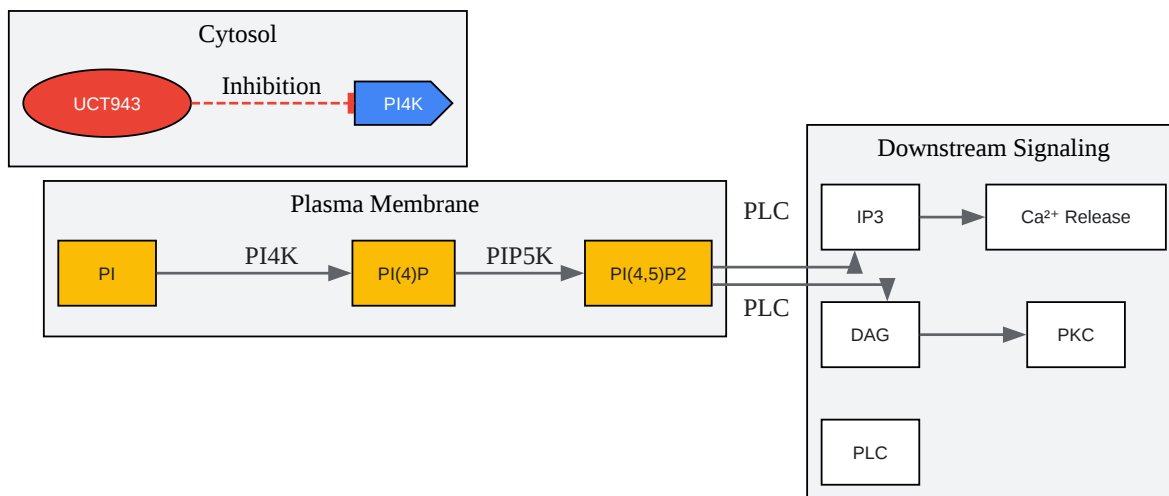 Cytosol
Inhibition
UCT943
PI4K
Plasma Membrane
PI
PI4K
PI(4)P
PIP5K
PI(4,5)P2
PLC
PLC
Downstream Signaling
IP3
Ca²⁺ Release
DAG
PKC
PLC